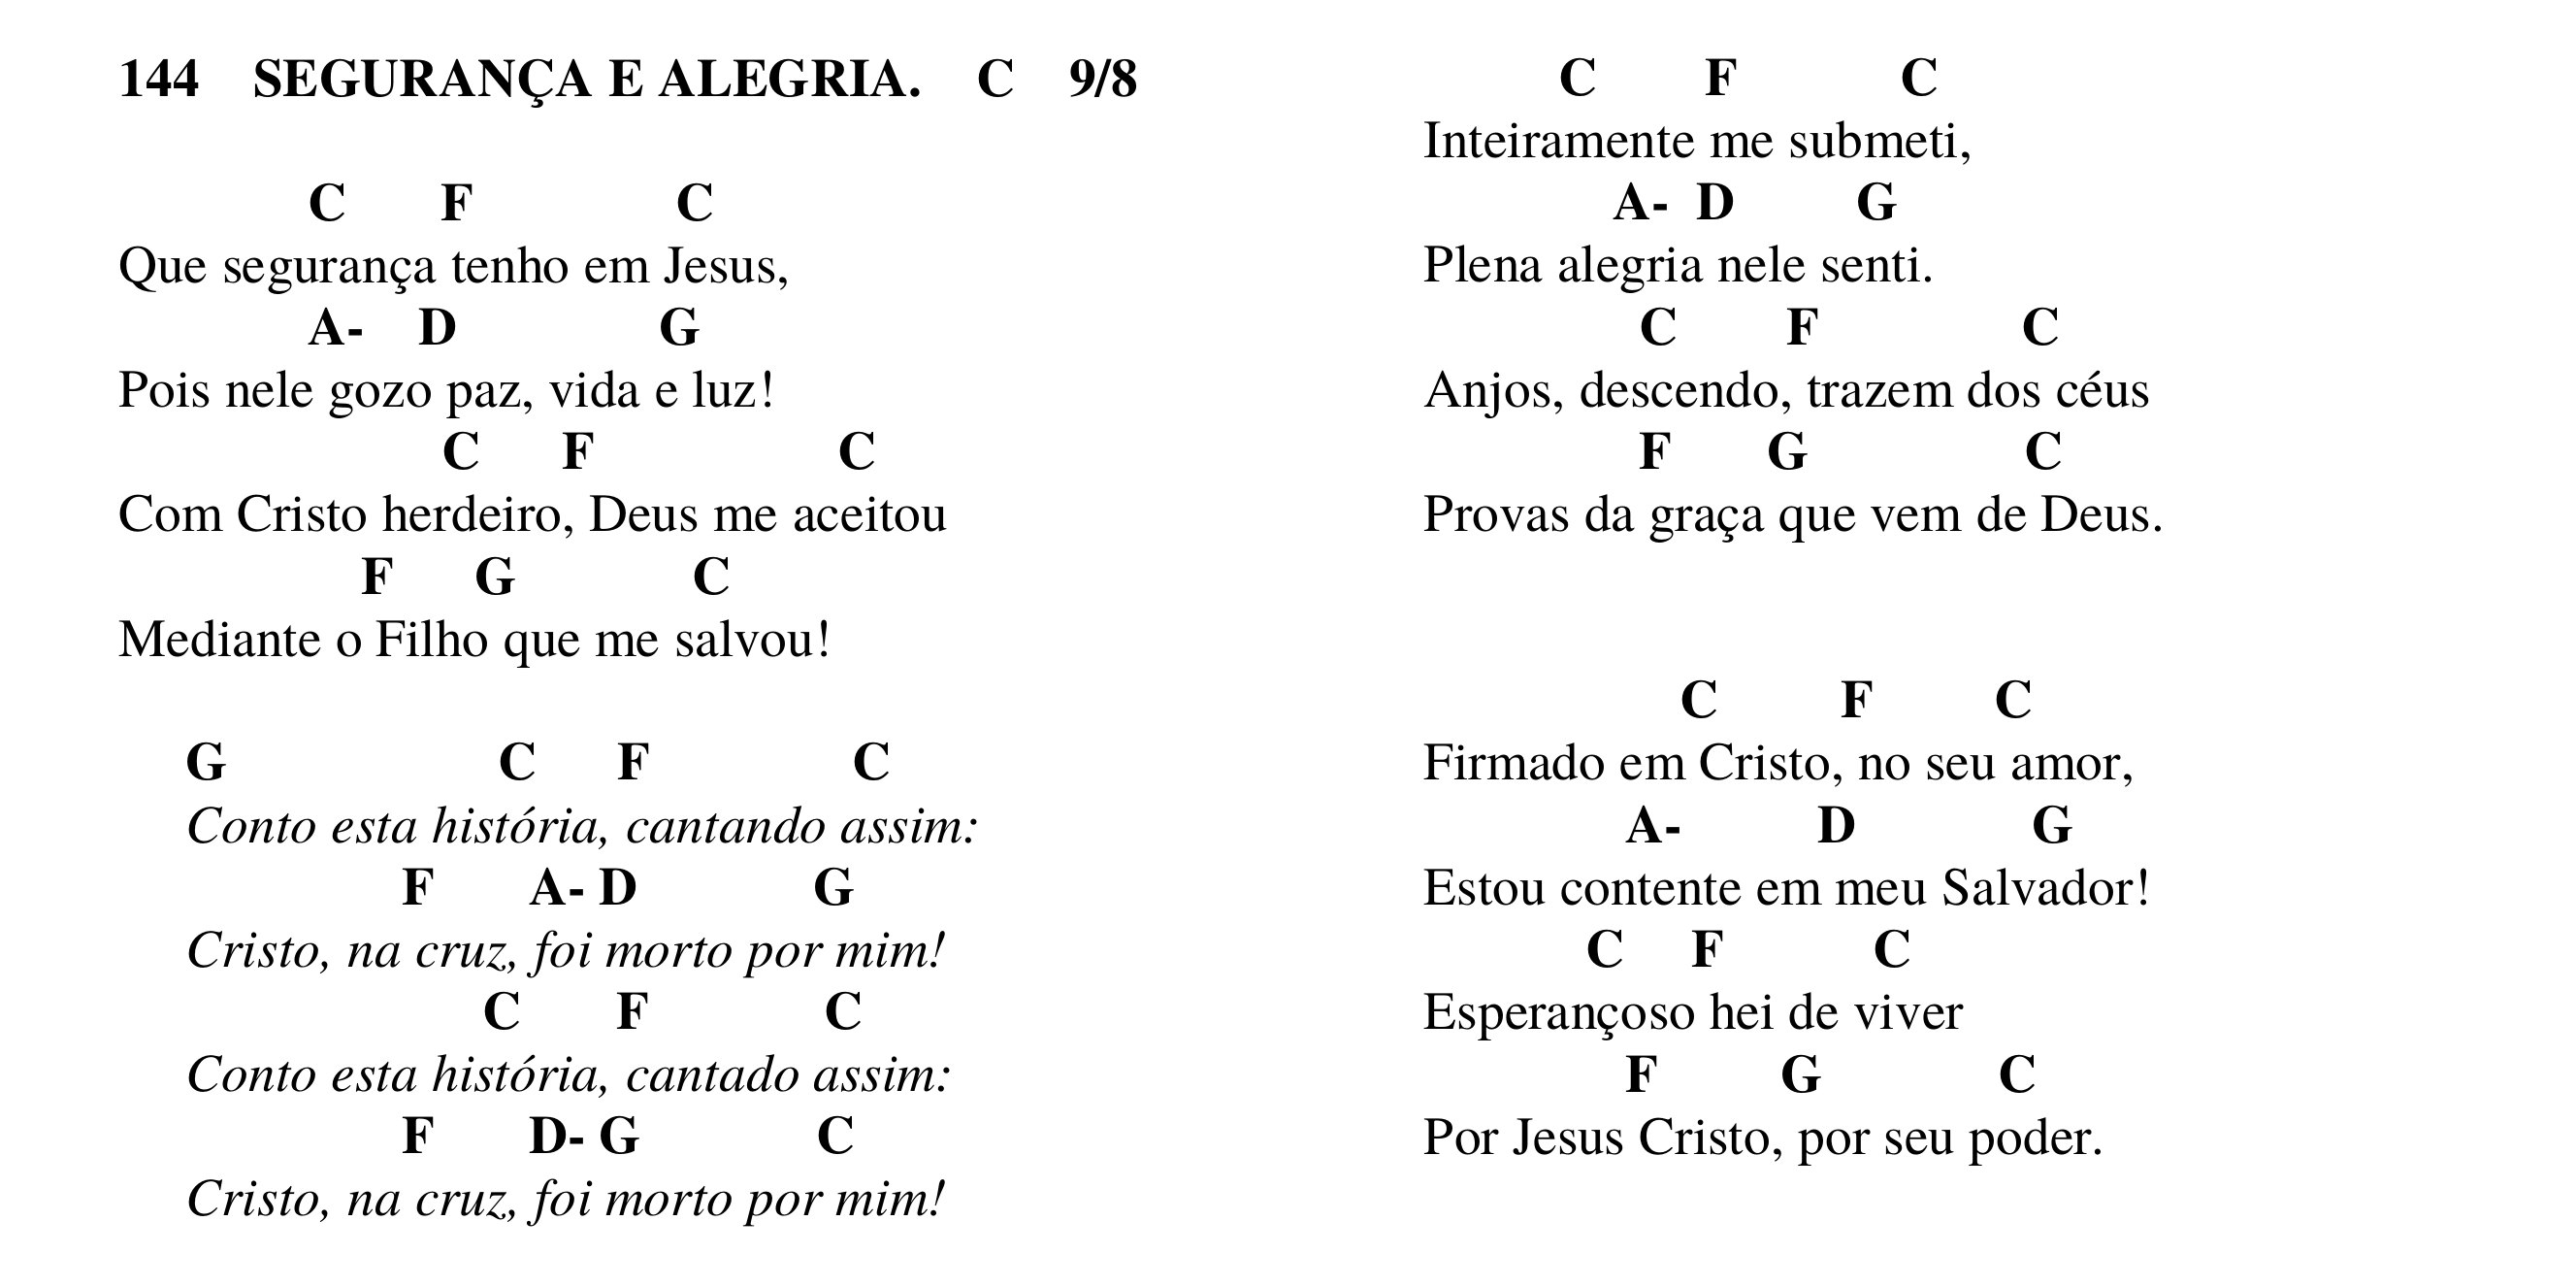 144 SEGURANÇA E ALEGRIA. C 9/8
C F C
Que segurança tenho em Jesus,
A- D G
Pois nele gozo paz, vida e luz!
C F C
Com Cristo herdeiro, Deus me aceitou
F G C
Mediante o Filho que me salvou!
G C F C
Conto esta história, cantando assim:
F A- D G
Cristo, na cruz, foi morto por mim!
C F C
Conto esta história, cantado assim:
F D- G C
Cristo, na cruz, foi morto por mim!
C F C
Inteiramente me submeti,
A- D G
Plena alegria nele senti.
C F C
Anjos, descendo, trazem dos céus
F G C
Provas da graça que vem de Deus.
C F C
Firmado em Cristo, no seu amor,
A- D G
Estou contente em meu Salvador!
C F C
Esperançoso hei de viver
F G C
Por Jesus Cristo, por seu poder.